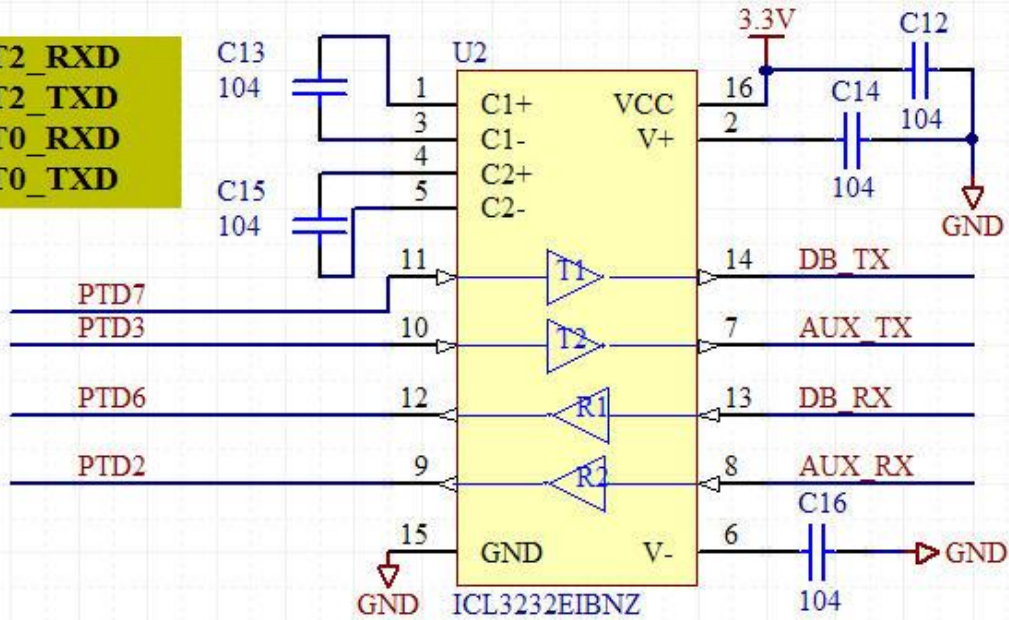 T2_RXD
T2_TXD
T0_RXD
T0_TXD
C13
104
C15
104
U2
3.3V
C12
104
C14
104
GND
1 C1+ VCC 16
3 C1- V+ 2
4 C2+
5 C2-
11 T1 14 DB_TX
PTD7
PTD3 10 T2 7 AUX_TX
PTD6 12 R1 13 DB_RX
PTD2 9 R2 8 AUX_RX
15 GND V- 6
C16
104
GND
GND
ICL3232EIBNZ